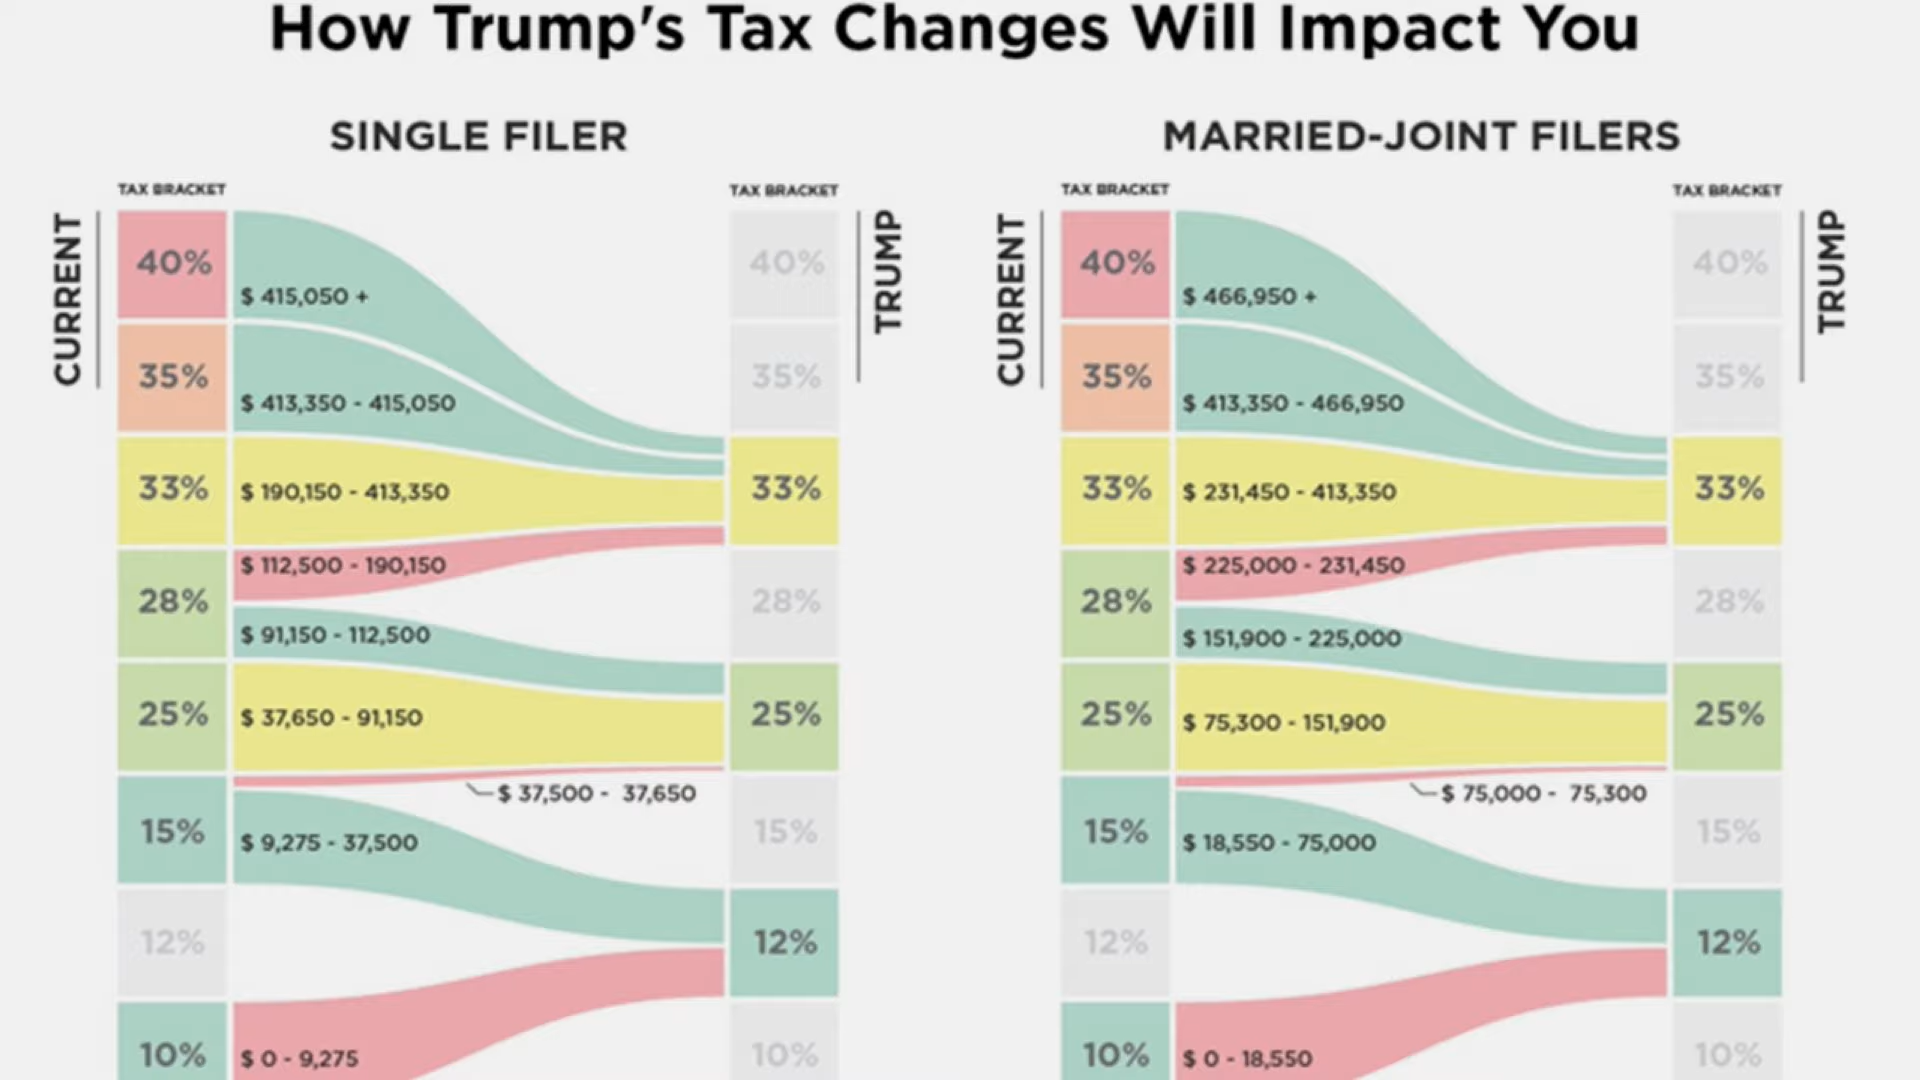 How Trump's Tax Changes Will Impact You
SINGLE FILER
TAX BRACKET
TAX BRACKET
CURRENT
TRUMP
40%
$ 415,050 +
40%
35%
$ 413,350 - 415,050
35%
33%
$ 190,150 - 413,350
33%
28%
$ 112,500 - 190,150
28%
$ 91,150 - 112,500
25%
$ 37,650 - 91,150
25%
$ 37,500 - 37,650
15%
$ 9,275 - 37,500
15%
12%
12%
10%
$ 0 - 9,275
10%
MARRIED-JOINT FILERS
TAX BRACKET
TAX BRACKET
CURRENT
TRUMP
40%
$ 466,950 +
40%
35%
$ 413,350 - 466,950
35%
33%
$ 231,450 - 413,350
33%
28%
$ 225,000 - 231,450
28%
$ 151,900 - 225,000
25%
$ 75,300 - 151,900
25%
$ 75,000 - 75,300
15%
$ 18,550 - 75,000
15%
12%
12%
10%
$ 0 - 18,550
10%